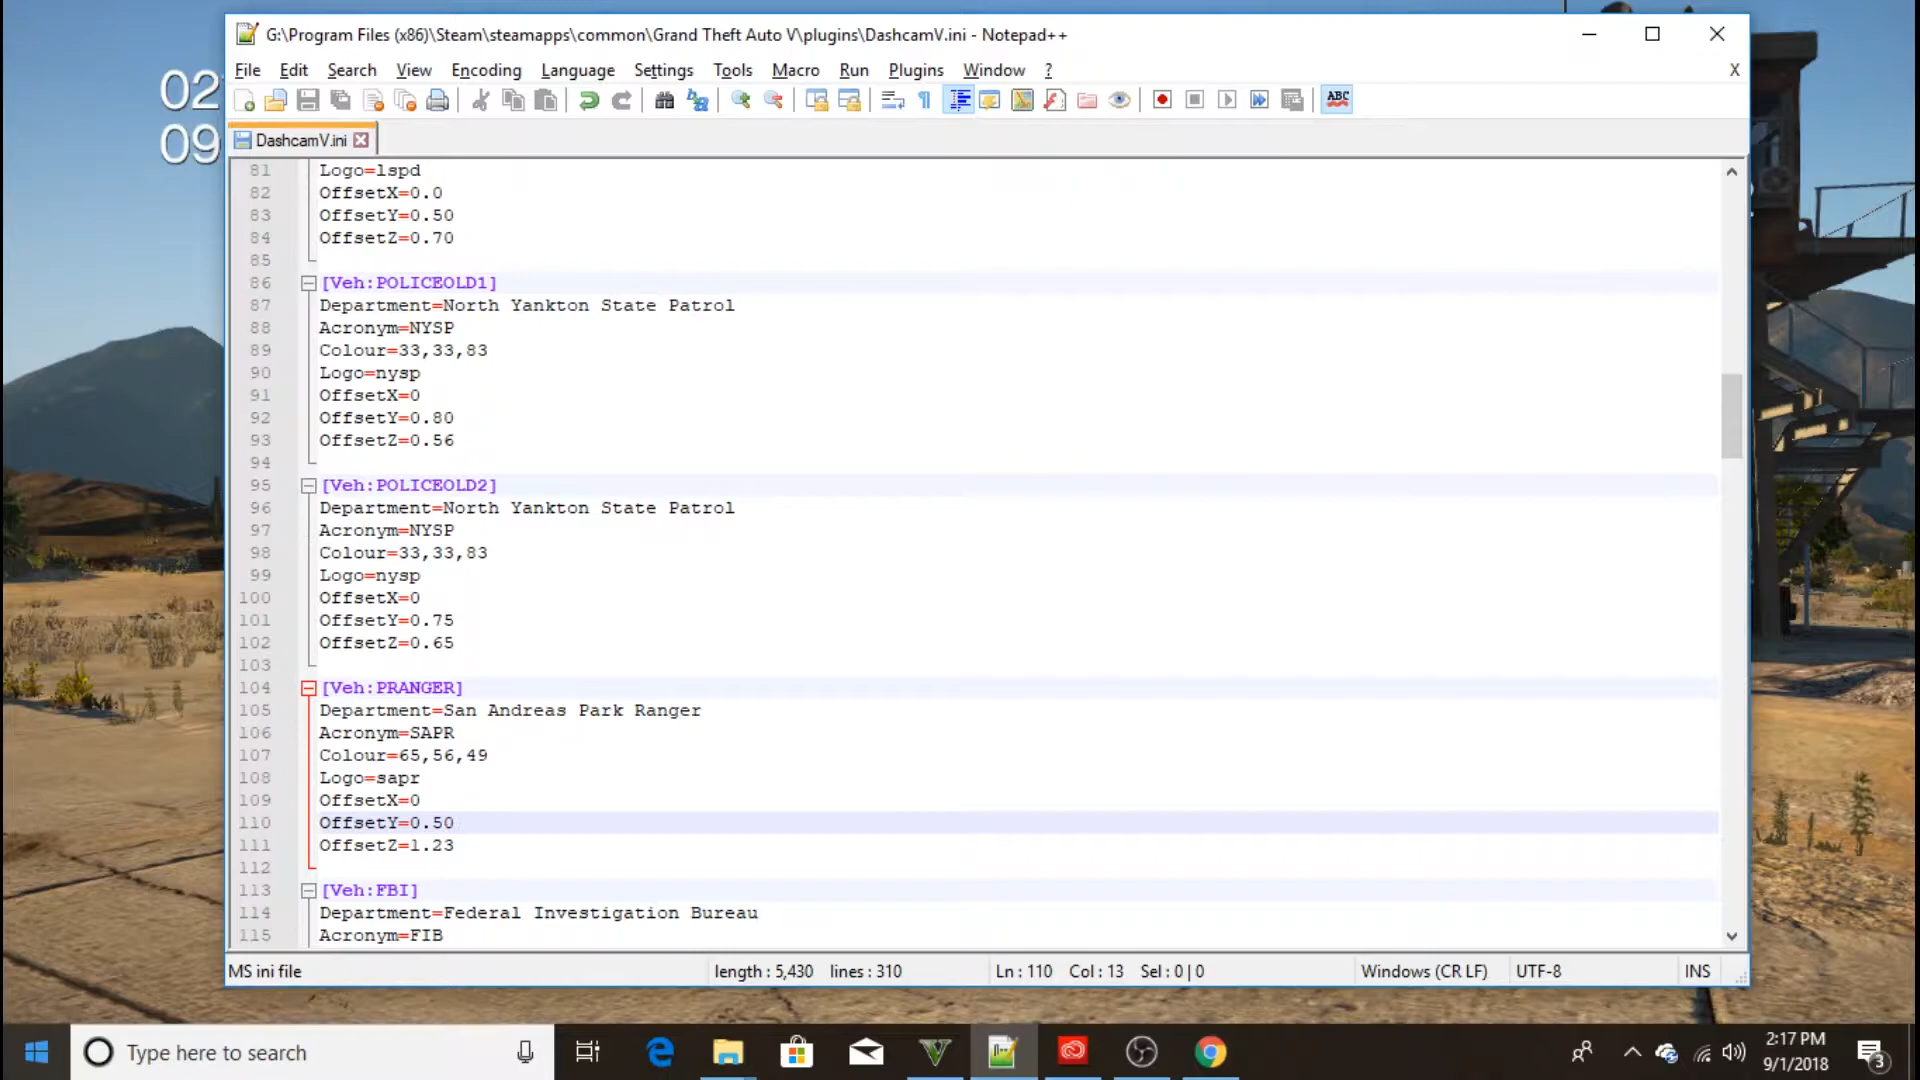 02
09
G:\Program Files (x86)\Steam\steamapps\common\Grand Theft Auto V\plugins\DashcamV.ini - Notepad++
File Edit Search View Encoding Language Settings Tools Macro Run Plugins Window ? X
ABC
DashcamV.ini
81 Logo=lspd
82 OffsetX=0.0
83 OffsetY=0.50
84 OffsetZ=0.70
85
86 [Veh:POLICEOLD1]
87 Department=North Yankton State Patrol
88 Acronym=NYSP
89 Colour=33,33,83
90 Logo=nysp
91 OffsetX=0
92 OffsetY=0.80
93 OffsetZ=0.56
94
95 [Veh:POLICEOLD2]
96 Department=North Yankton State Patrol
97 Acronym=NYSP
98 Colour=33,33,83
99 Logo=nysp
100 OffsetX=0
101 OffsetY=0.75
102 OffsetZ=0.65
103
104 [Veh:PRANGER]
105 Department=San Andreas Park Ranger
106 Acronym=SAPR
107 Colour=65,56,49
108 Logo=sapr
109 OffsetX=0
110 OffsetY=0.50
111 OffsetZ=1.23
112
113 [Veh:FBI]
114 Department=Federal Investigation Bureau
115 Acronym=FIB
MS ini file length : 5,430 lines : 310 Ln : 110 Col : 13 Sel : 0 | 0 Windows (CR LF) UTF-8 INS
Type here to search
2:17 PM
9/1/2018
3